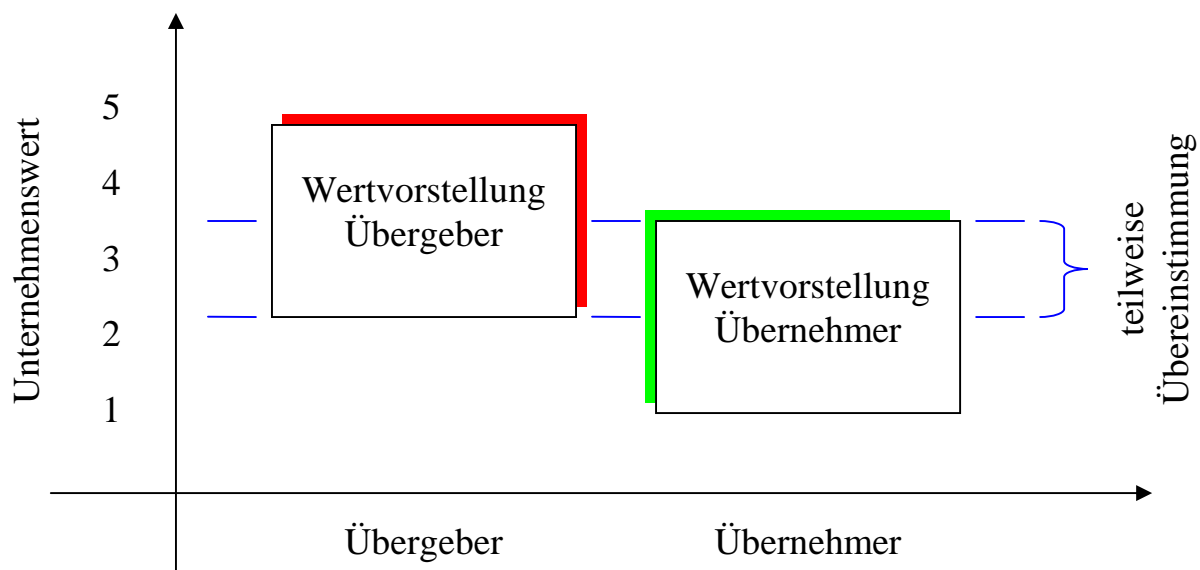 Unternehmenswert
5
4
3
2
1
Wertvorstellung
Übergeber
Wertvorstellung
Übernehmer
teilweise
Übereinstimmung
Übergeber
Übernehmer